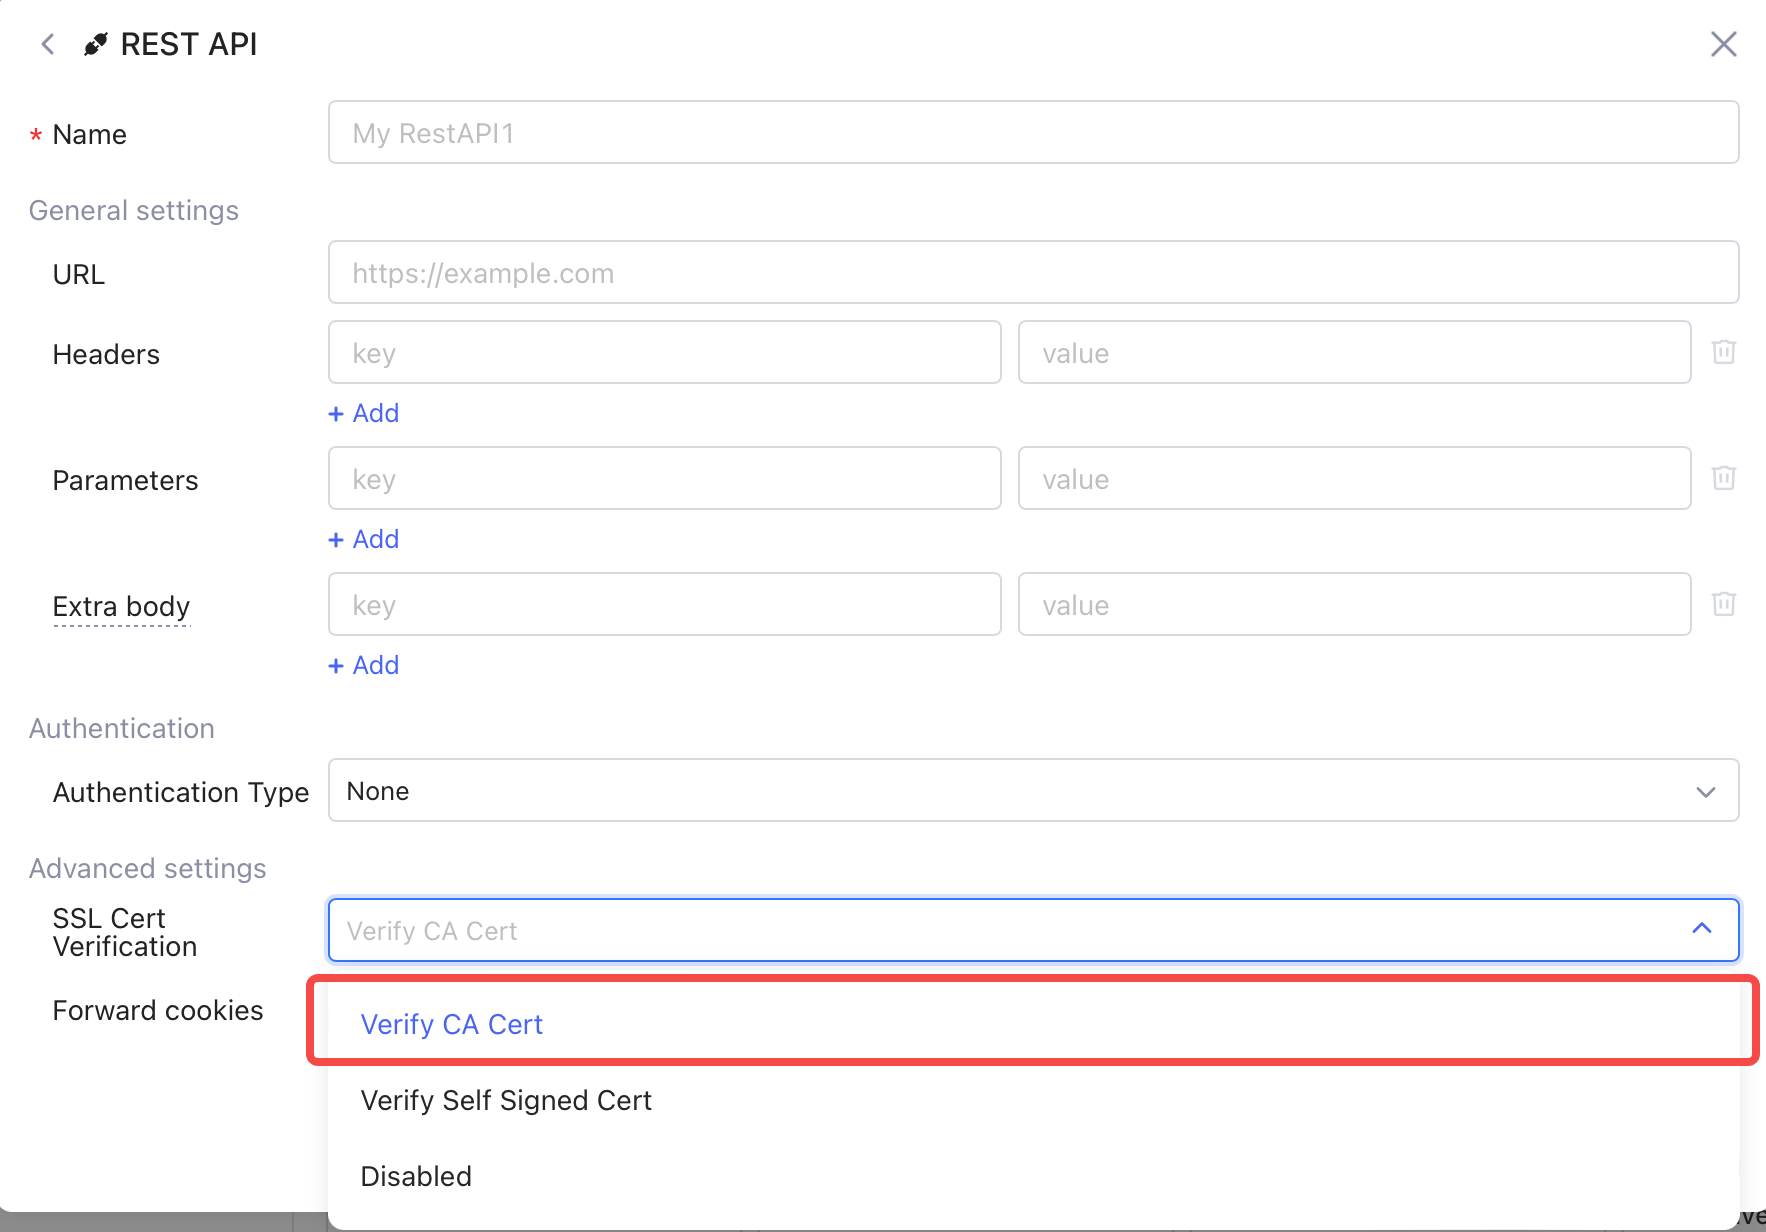 REST API
* Name
My RestAPI1
General settings
URL
https://example.com
Headers
key
value
+ Add
Parameters
key
value
+ Add
Extra body
key
value
+ Add
Authentication
Authentication Type
None
Advanced settings
SSL Cert
Verification
Verify CA Cert
Forward cookies
Verify CA Cert
Verify Self Signed Cert
Disabled